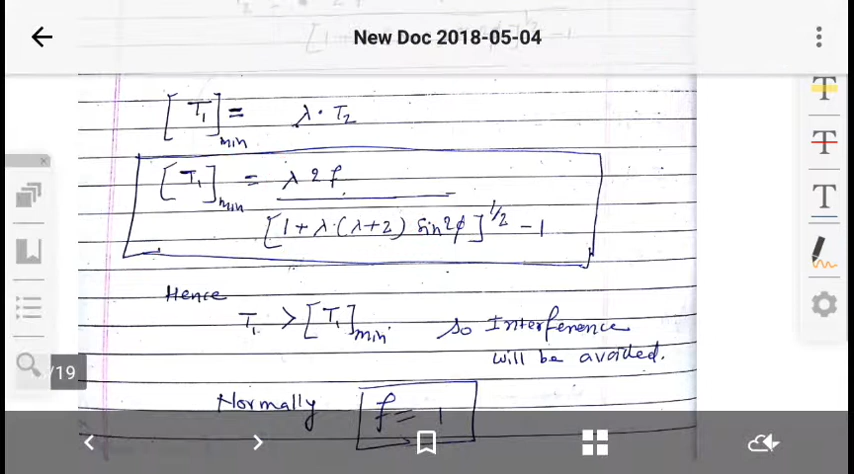 New Doc 2018-05-04
[T₁]min = λ · T₂
[T₁]min = λ 2 f
[1 + λ·(λ+2) sin2φ]^1/2 - 1
Hence
T₁ > [T₁]min. so Interference
will be avoided.
/19
Normally f = 1
T
T
T